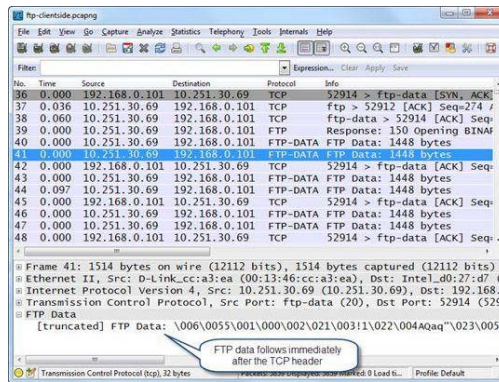 ftp-clientside.pcapng
File Edit View Go Capture Analyze Statistics Telephony Tools Internals Help
Filter: Expression... Clear Apply Save
No. Time Source Destination Protocol Info
36 0.000 192.168.0.101 10.251.30.69 TCP 52914 > ftp-data [SYN, ACK
37 0.036 10.251.30.69 192.168.0.101 TCP ftp > 52912 [ACK] Seq=274
38 0.060 10.251.30.69 192.168.0.101 TCP ftp-data > 52914 [ACK] Seq=
39 0.000 10.251.30.69 192.168.0.101 FTP Response: 150 Opening BINAR
40 0.000 10.251.30.69 192.168.0.101 FTP-DATA FTP Data: 1448 bytes
41 0.000 10.251.30.69 192.168.0.101 FTP-DATA FTP Data: 1448 bytes
42 0.000 192.168.0.101 10.251.30.69 TCP 52914 > ftp-data [ACK] Seq=
43 0.000 10.251.30.69 192.168.0.101 FTP-DATA FTP Data: 1448 bytes
44 0.097 10.251.30.69 192.168.0.101 FTP-DATA FTP Data: 1448 bytes
45 0.000 192.168.0.101 10.251.30.69 TCP 52914 > ftp-data [ACK] Seq=
46 0.000 10.251.30.69 192.168.0.101 FTP-DATA FTP Data: 1448 bytes
47 0.000 10.251.30.69 192.168.0.101 FTP-DATA FTP Data: 1448 bytes
48 0.000 192.168.0.101 10.251.30.69 TCP 52914 > ftp-data [ACK] Seq=
Frame 41: 1514 bytes on wire (12112 bits), 1514 bytes captured (12112 bits)
Ethernet II, Src: D-Link_cc:a3:ea (00:13:46:cc:a3:ea), Dst: Intel_d0:27:d7 (
Internet Protocol Version 4, Src: 10.251.30.69 (10.251.30.69), Dst: 192.168.
Transmission Control Protocol, Src Port: ftp-data (20), Dst Port: 52914 (529
FTP Data
[truncated] FTP Data: \006\0055\001\000\002\021\003!1\022\004AQaq"\023\005
FTP data follows immediately
after the TCP header
Transmission Control Protocol (tcp), 32 bytes Packets: 3859 Displayed: 3859 Marked: 0 Load ti... Profile: Default